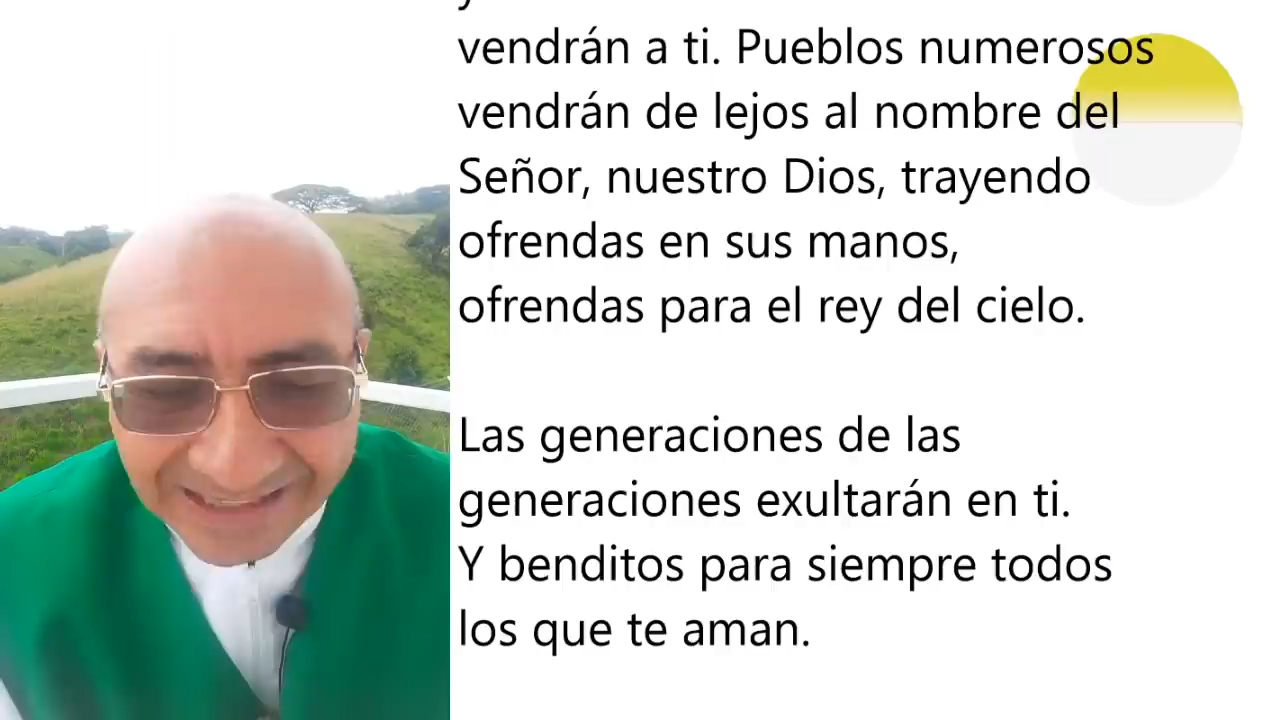 vendrán a ti. Pueblos numerosos
vendrán de lejos al nombre del
Señor, nuestro Dios, trayendo
ofrendas en sus manos,
ofrendas para el rey del cielo.
Las generaciones de las
generaciones exultarán en ti.
Y benditos para siempre todos
los que te aman.